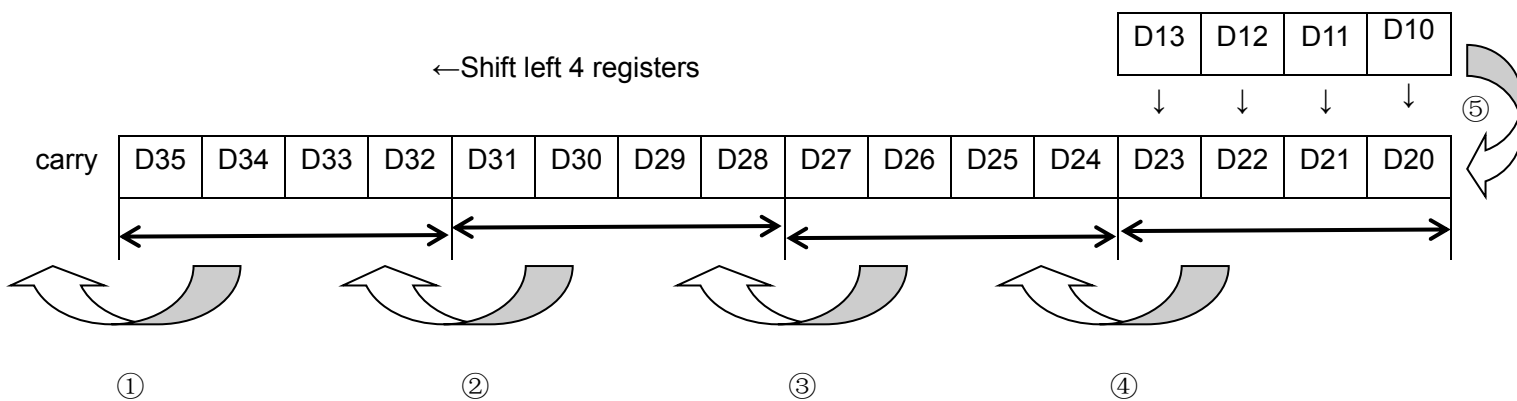 D13 D12 D11 D10
←Shift left 4 registers
↓ ↓ ↓ ↓ ⑤
carry D35 D34 D33 D32 D31 D30 D29 D28 D27 D26 D25 D24 D23 D22 D21 D20
① ② ③ ④